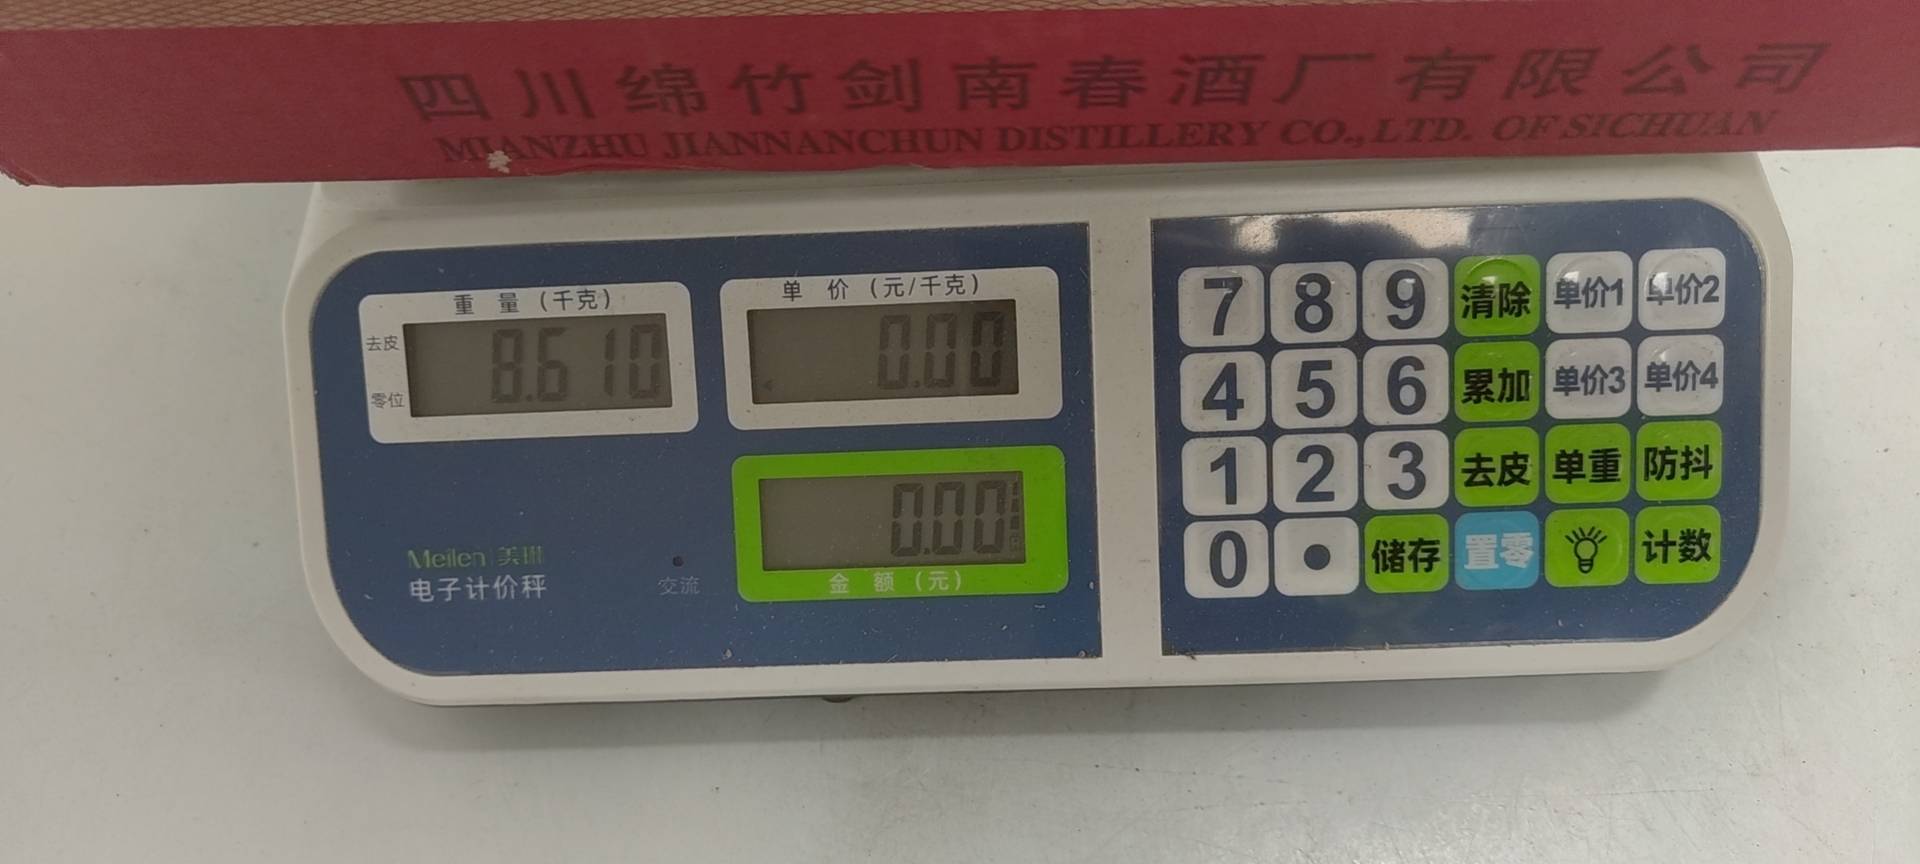 四川绵竹剑南春酒厂有限公司
MIANZHU JIANNANCHUN DISTILLERY CO., LTD. OF SICHUAN
重量(千克)
去皮
零位
8.610
单价(元/千克)
0.00
0.00
金额(元)
Meilen 美琳
电子计价秤
交流
7 8 9 清除 单价1 单价2
4 5 6 累加 单价3 单价4
1 2 3 去皮 单重 防抖
0 • 储存 置零 计数